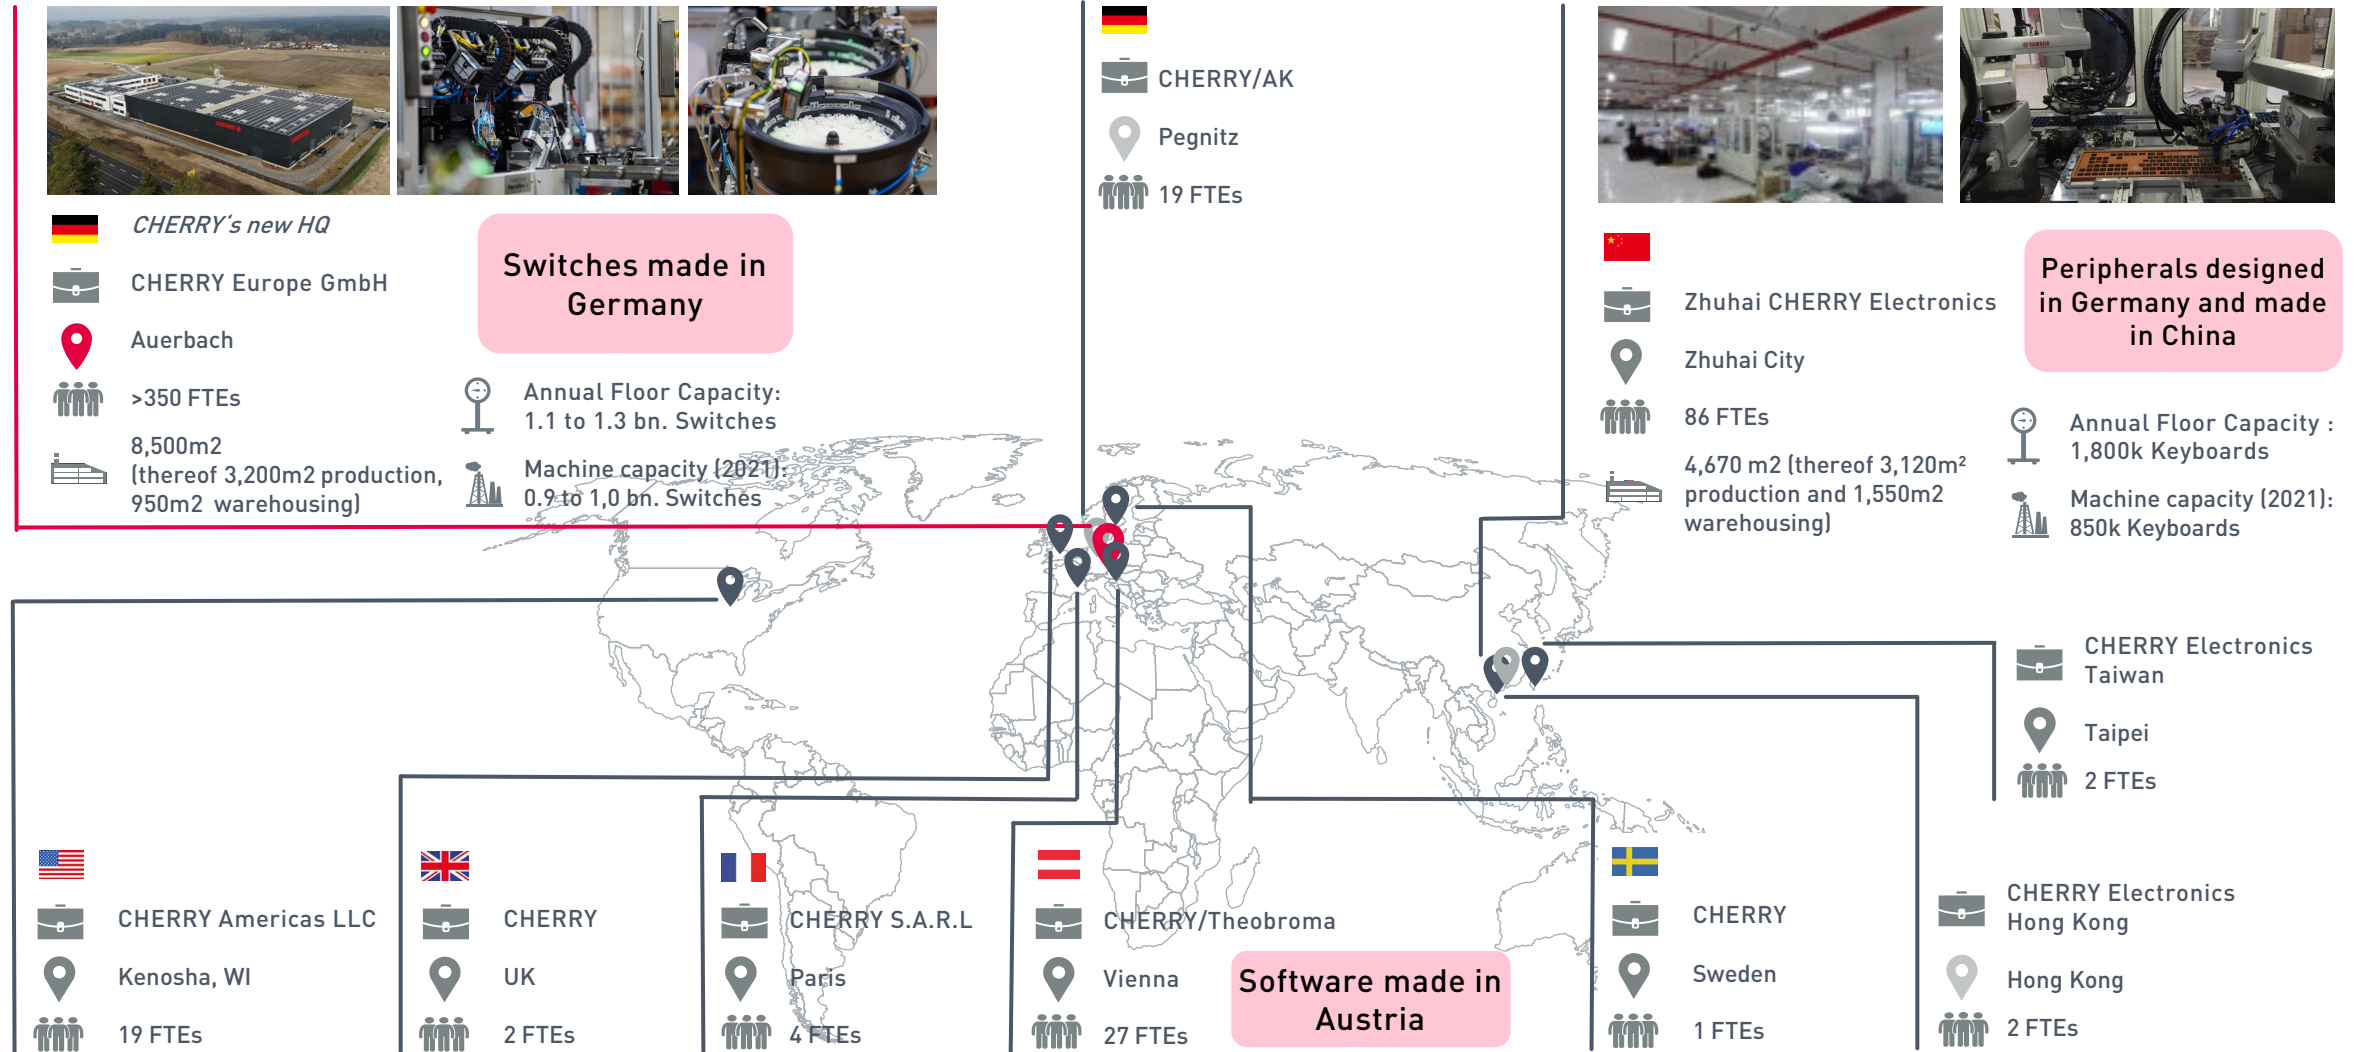 CHERRY
YAMAHA
CHERRY's new HQ
CHERRY Europe GmbH
Auerbach
>350 FTEs
8,500m2
(thereof 3,200m2 production,
950m2 warehousing)
Switches made in
Germany
Annual Floor Capacity:
1.1 to 1.3 bn. Switches
Machine capacity (2021):
0.9 to 1,0 bn. Switches
CHERRY/AK
Pegnitz
19 FTEs
Zhuhai CHERRY Electronics
Zhuhai City
86 FTEs
4,670 m2 (thereof 3,120m²
production and 1,550m2
warehousing)
Peripherals designed
in Germany and made
in China
Annual Floor Capacity :
1,800k Keyboards
Machine capacity (2021):
850k Keyboards
CHERRY Electronics
Taiwan
Taipei
2 FTEs
CHERRY Americas LLC
Kenosha, WI
19 FTEs
CHERRY
UK
2 FTEs
CHERRY S.A.R.L
Paris
4 FTEs
CHERRY/Theobroma
Vienna
27 FTEs
Software made in
Austria
CHERRY
Sweden
1 FTEs
CHERRY Electronics
Hong Kong
Hong Kong
2 FTEs